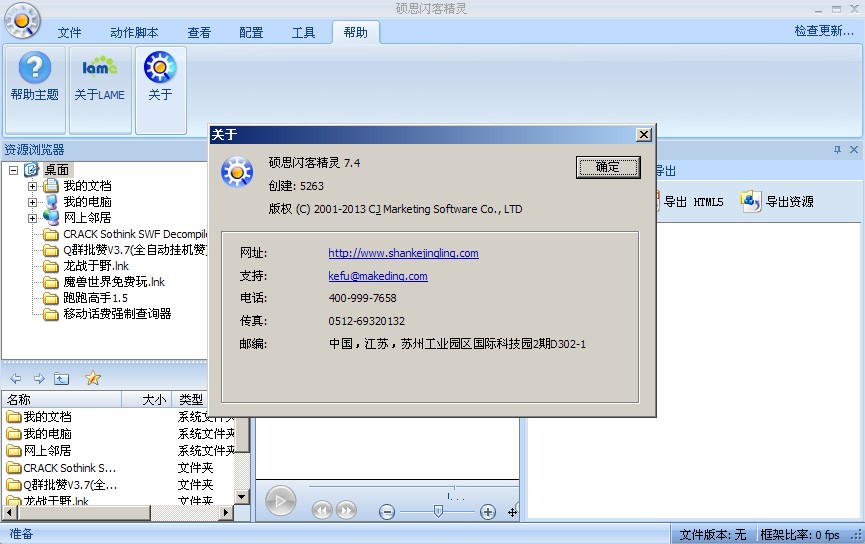 硕思闪客精灵
文件 动作脚本 查看 配置 工具 帮助 检查更新...
帮助主题 关于LAME 关于
资源浏览器
桌面
我的文档
我的电脑
网上邻居
CRACK Sothink SWF Decompile
Q群批赞V3.7(全自动挂机赞
龙战于野.lnk
魔兽世界免费玩.lnk
跑跑高手1.5
移动话费强制查询器
名称 大小 类型
我的文档 系统文件夹
我的电脑 系统文件夹
网上邻居 系统文件夹
CRACK Sothink S... 文件夹
Q群批赞V3.7(全... 文件夹
龙战于野.lnk 文件夹
关于
硕思闪客精灵 7.4
确定
创建: 5263
版权 (C) 2001-2013 CJ Marketing Software Co., LTD
网址: http://www.shankejingling.com
支持: kefu@makeding.com
电话: 400-999-7658
传真: 0512-69320132
邮编: 中国，江苏，苏州工业园区国际科技园2期D302-1
导出
导出 HTML5 导出资源
准备 文件版本: 无 框架比率: 0 fps